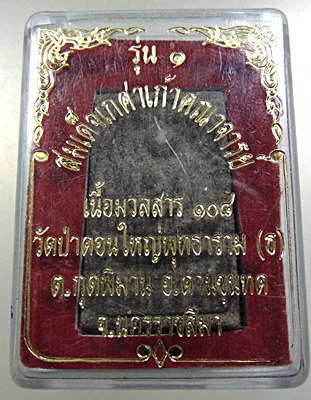 รุ่น ๑
สมเด็จเกศาเก้าคณาจารย์
เนื้อมวลสาร ๑๐๘
วัดป่าดอนใหญ่พุทธาราม (ธ)
ต.กุดพิมาน อ.ด่านขุนทด
จ.นครราชสีมา